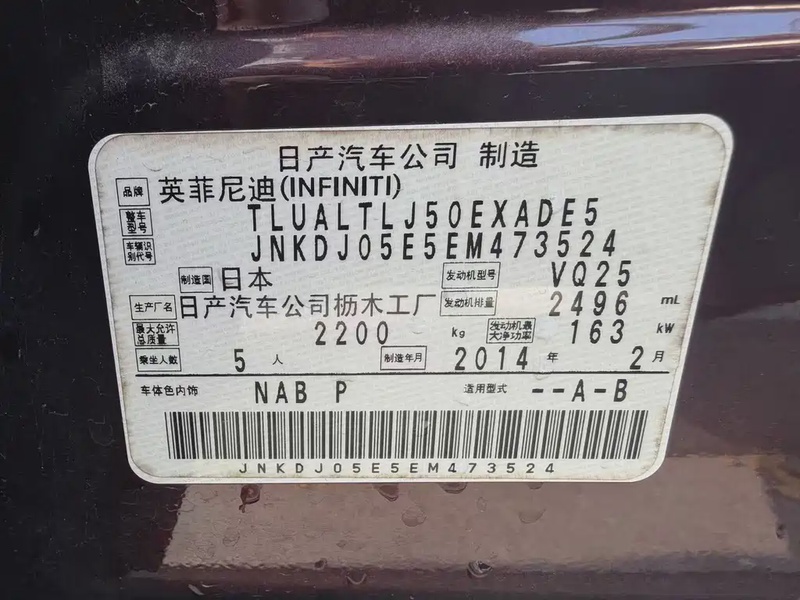 日产汽车公司 制造
品牌 英菲尼迪(INFINITI)
整车型号 TLUALTLJ50EXADE5
车辆识别代号 JNKDJ05E5EM473524
制造国 日本 发动机型号 VQ25
生产厂名 日产汽车公司枥木工厂 发动机排量 2496 mL
最大允许总质量 2200 kg 发动机最大净功率 163 kW
乘坐人数 5 人 制造年月 2014 年 2 月
车体色内饰 NAB P 适用型式 --A-B
JNKDJ05E5EM473524